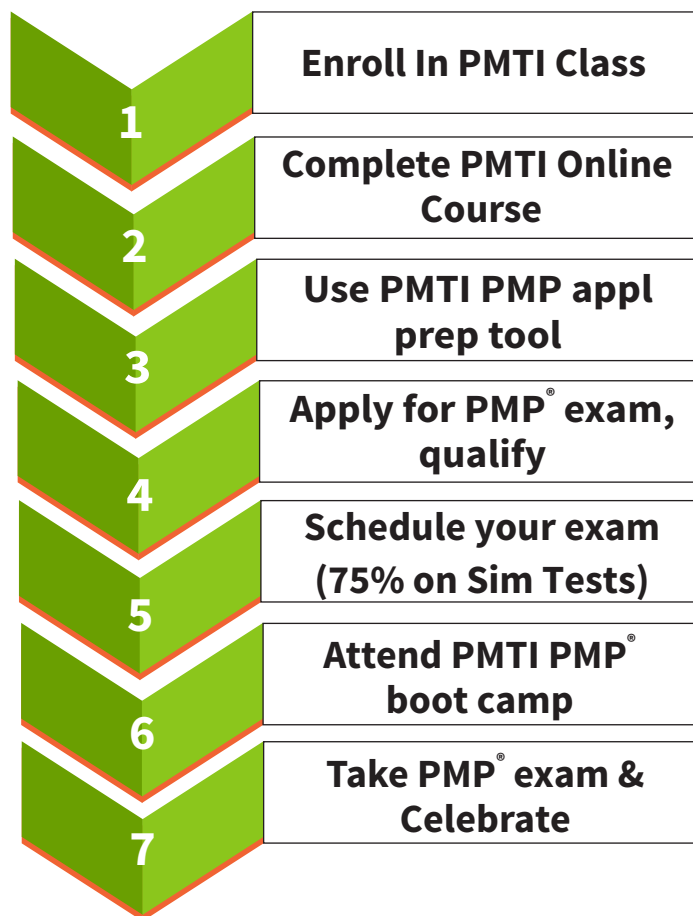 1
Enroll In PMTI Class
2
Complete PMTI Online
Course
3
Use PMTI PMP appl
prep tool
4
Apply for PMP® exam,
qualify
5
Schedule your exam
(75% on Sim Tests)
6
Attend PMTI PMP®
boot camp
7
Take PMP® exam &
Celebrate